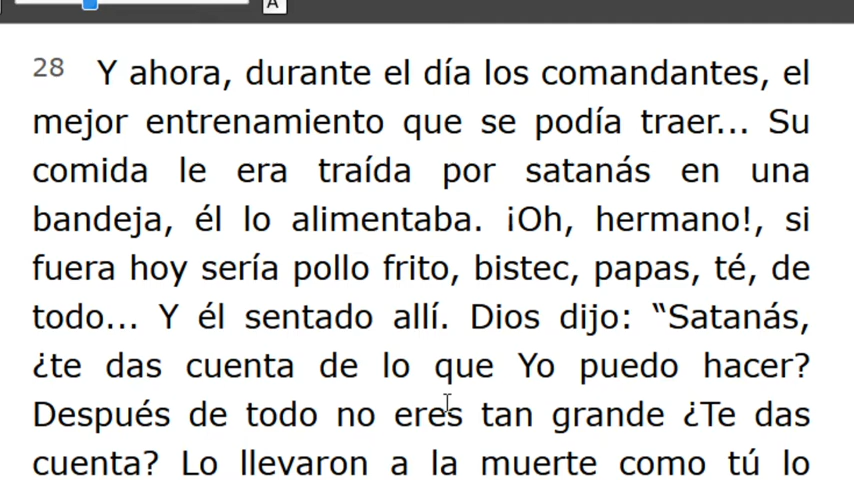 A
28 Y ahora, durante el día los comandantes, el
mejor entrenamiento que se podía traer... Su
comida le era traída por satanás en una
bandeja, él lo alimentaba. ¡Oh, hermano!, si
fuera hoy sería pollo frito, bistec, papas, té, de
todo... Y él sentado allí. Dios dijo: “Satanás,
¿te das cuenta de lo que Yo puedo hacer?
Después de todo no eres tan grande ¿Te das
cuenta? Lo llevaron a la muerte como tú lo